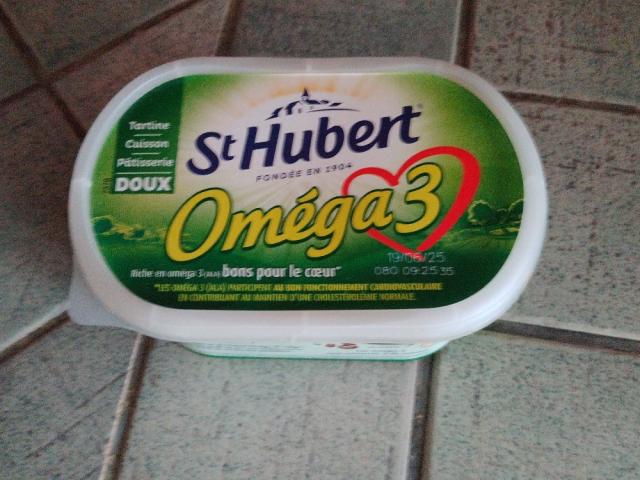 Tartine
Cuisson
Pâtisserie
DOUX
St Hubert
FONDÉE EN 1904
Oméga 3
19/06/25
080 09:25 35
Riche en oméga 3 (ALA) bons pour le cœur*
*LES OMÉGA 3 (ALA) PARTICIPENT AU BON FONCTIONNEMENT CARDIOVASCULAIRE
EN CONTRIBUANT AU MAINTIEN D'UNE CHOLESTÉROLÉMIE NORMALE.